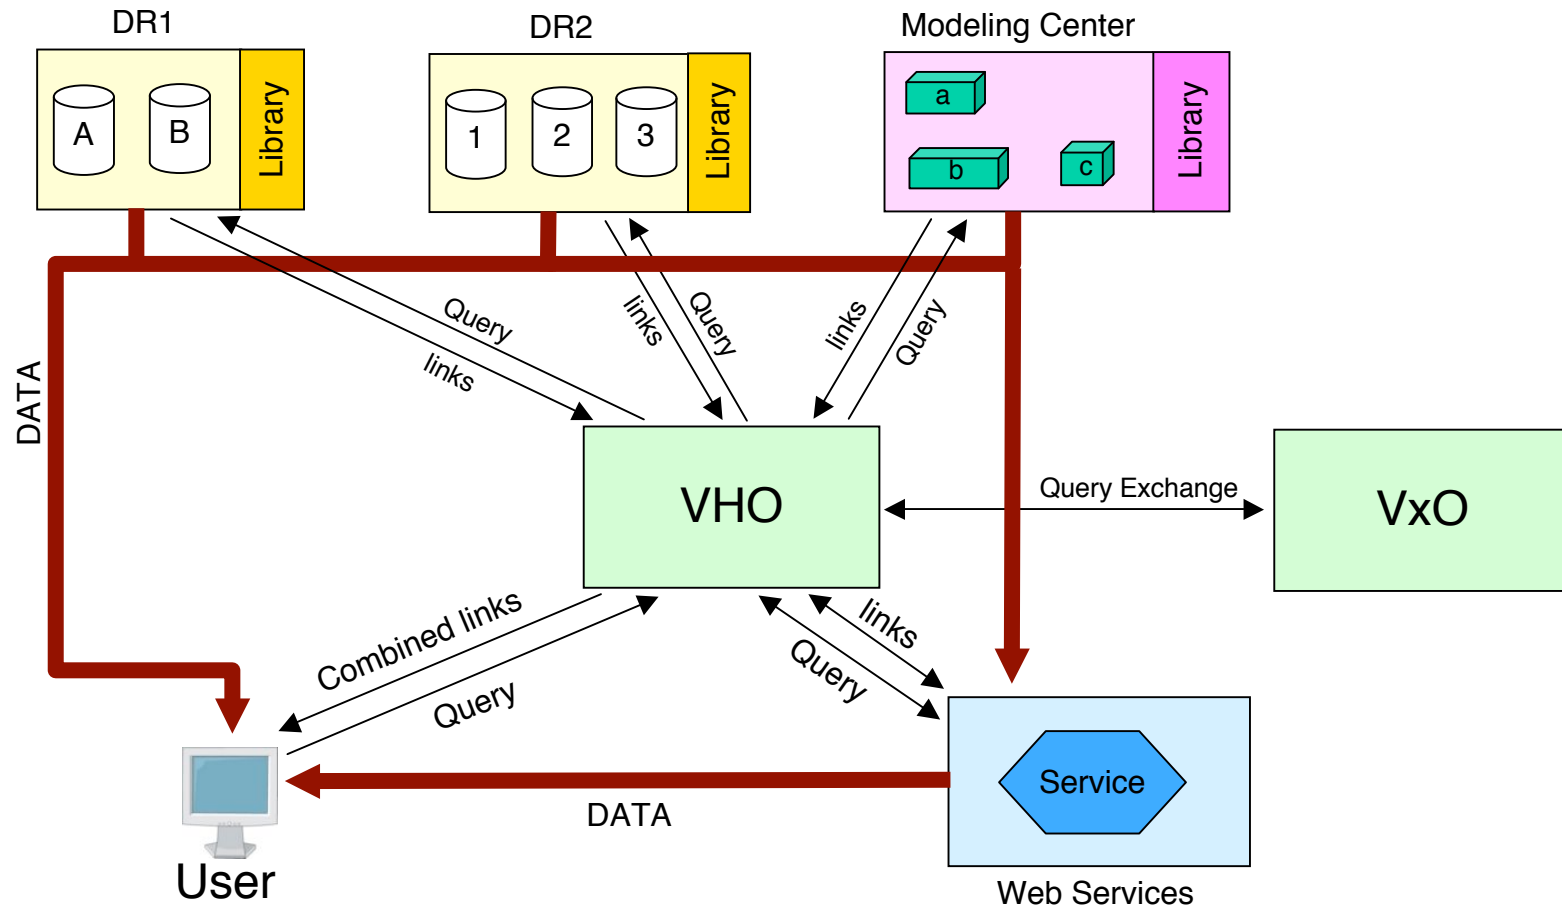 DR1
DR2
Modeling Center
A
B
Library
1
2
3
Library
a
b
c
Library
Query
links
links
Query
links
Query
DATA
VHO
Query Exchange
VxO
Combined links
Query
links
Query
Service
DATA
User
Web Services